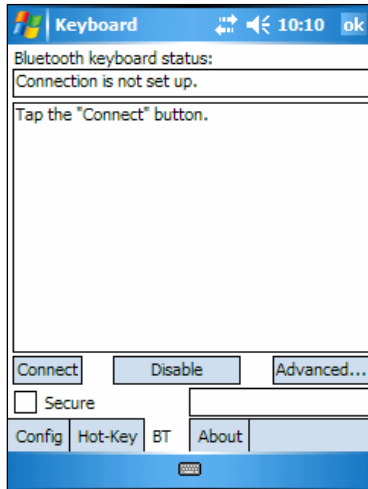 Keyboard 10:10 ok
Bluetooth keyboard status:
Connection is not set up.
Tap the "Connect" button.
Connect Disable Advanced...
Secure
Config Hot-Key BT About